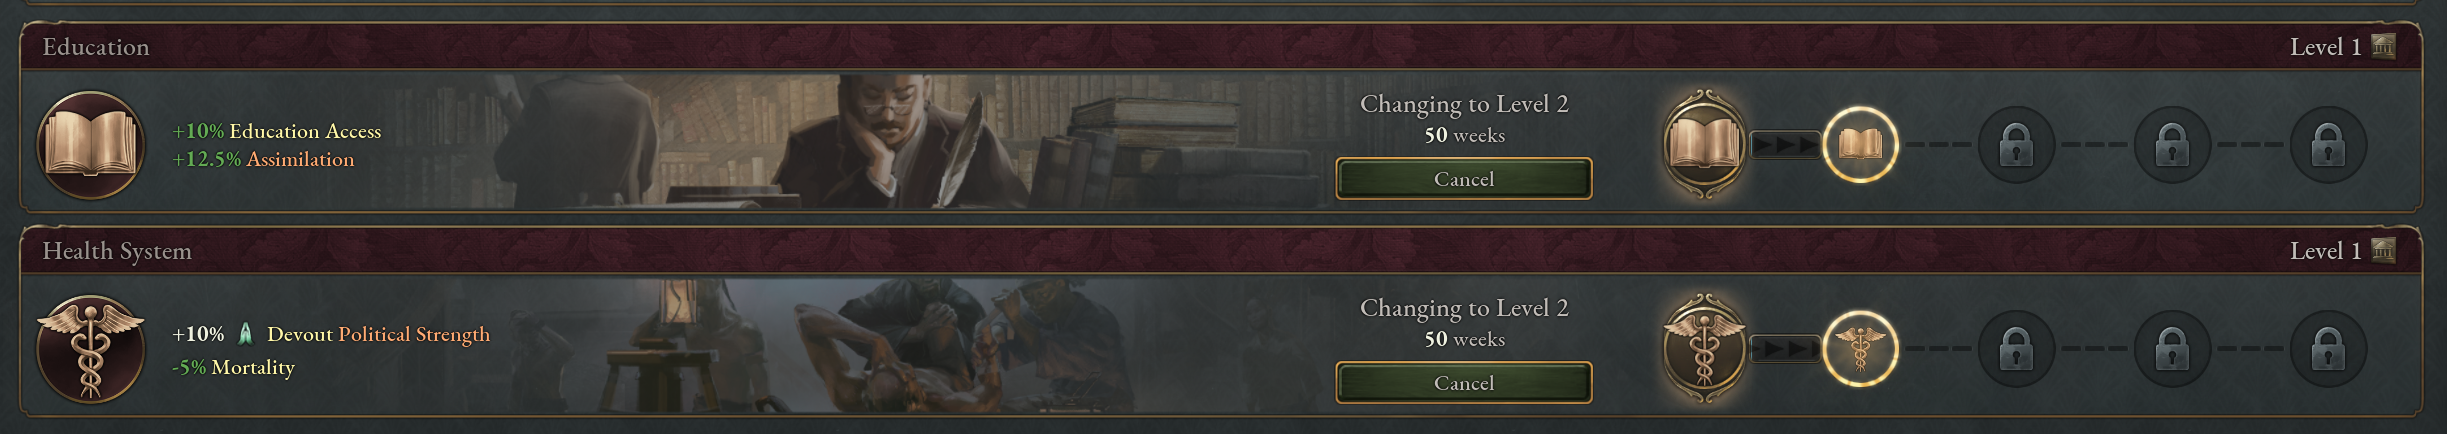 Education
Level 1
+10% Education Access
+12.5% Assimilation
Changing to Level 2
50 weeks
Cancel
Health System
Level 1
+10% Devout Political Strength
-5% Mortality
Changing to Level 2
50 weeks
Cancel